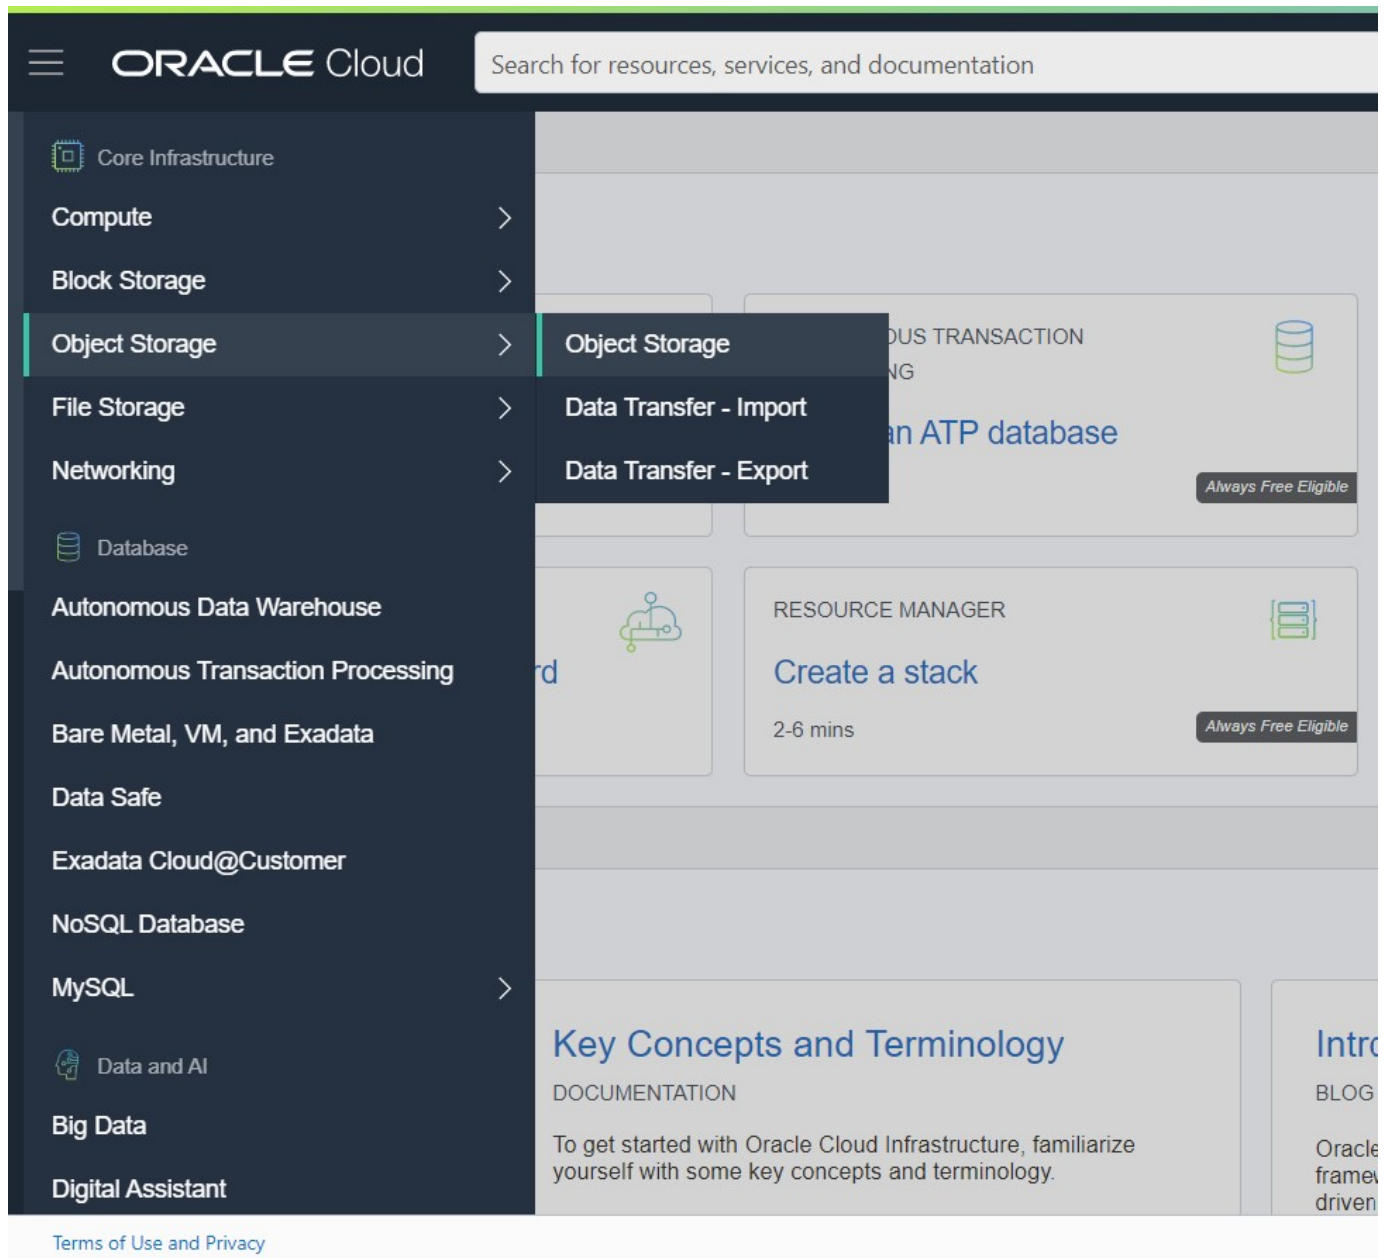 ORACLE Cloud
Search for resources, services, and documentation
Core Infrastructure
Compute
Block Storage
Object Storage
File Storage
Networking
Object Storage
Data Transfer - Import
Data Transfer - Export
Database
Autonomous Data Warehouse
Autonomous Transaction Processing
Bare Metal, VM, and Exadata
Data Safe
Exadata Cloud@Customer
NoSQL Database
MySQL
Data and AI
Big Data
Digital Assistant
TRANSACTION
an ATP database
Always Free Eligible
RESOURCE MANAGER
Create a stack
2-6 mins
Always Free Eligible
Key Concepts and Terminology
DOCUMENTATION
To get started with Oracle Cloud Infrastructure, familiarize
yourself with some key concepts and terminology.
BLOG
Oracle
driven
Terms of Use and Privacy